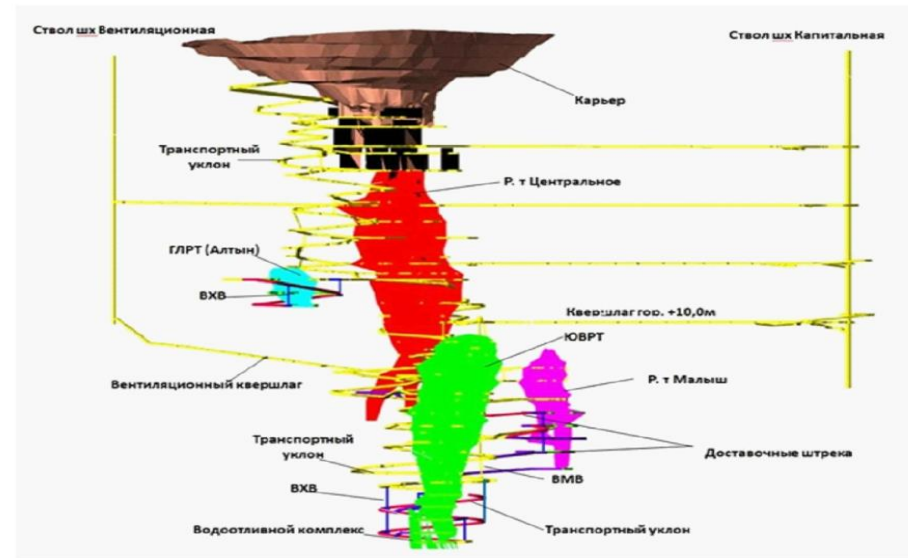 Ствол шх Вентиляционная
Ствол шх Капитальная
Карьер
Транспортный
уклон
Р. т Центральное
ГЛРТ (Алтын)
ВХВ
Квершлаг гор. +10,0м
ЮВРТ
Вентиляционный квершлаг
Р. т Малыш
Транспортный
уклон
Доставочные штрека
ВХВ
ВМВ
Водоотливной комплекс
Транспортный уклон